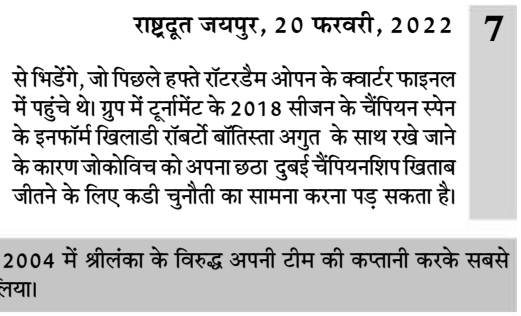 राष्ट्रदूत जयपुर, 20 फरवरी, 2022 7
से भिडेंगे, जो पिछले हफ्ते रॉटरडैम ओपन के क्वार्टर फाइनल
में पहुंचे थे। ग्रुप में टूर्नामेंट के 2018 सीजन के चैंपियन स्पेन
के इनफॉर्म खिलाडी रॉबर्टो बॉतिस्ता अगुत के साथ रखे जाने
के कारण जोकोविच को अपना छठा दुबई चैंपियनशिप खिताब
जीतने के लिए कडी चुनौती का सामना करना पड़ सकता है।
2004 में श्रीलंका के विरुद्ध अपनी टीम की कप्तानी करके सबसे
लिया।